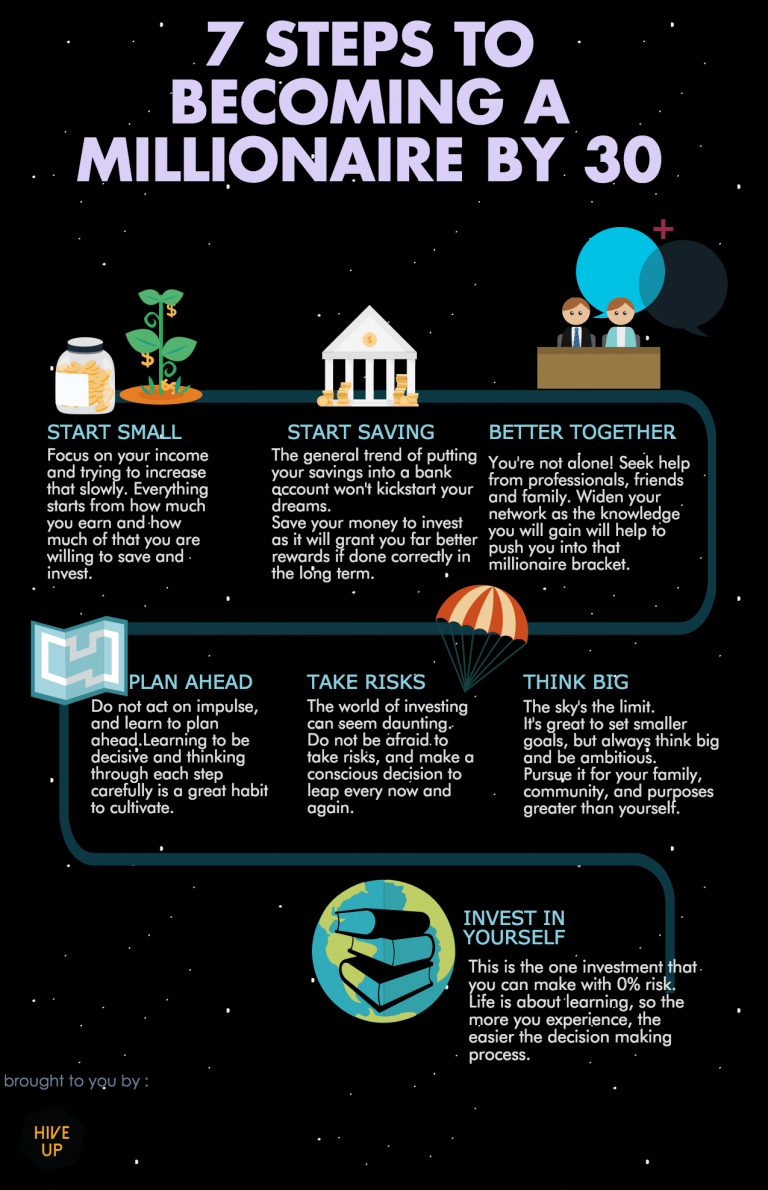 7 STEPS TO
BECOMING A
MILLIONAIRE BY 30
START SMALL
Focus on your income
and trying to increase
that slowly. Everything
starts from how much
you earn and how
much of that you are
willing to save and
invest.
START SAVING
The general trend of putting
your savings into a bank
account won't kickstart your
dreams.
Save your money to invest
as it will grant you far better
rewards if done correctly in
the long term.
BETTER TOGETHER
You're not alone! Seek help
from professionals, friends
and family. Widen your
network as the knowledge
you will gain will help to
push you into that
millionaire bracket.
PLAN AHEAD
Do not act on impulse,
and learn to plan
ahead.Learning to be
decisive and thinking
through each step
carefully is a great habit
to cultivate.
TAKE RISKS
The world of investing
can seem daunting.
Do not be afraid to
take risks, and make a
conscious decision to
leap every now and
again.
THINK BIG
The sky's the limit.
It's great to set smaller
goals, but always think big
and be ambitious.
Pursue it for your family,
community, and purposes
greater than yourself.
INVEST IN
YOURSELF
This is the one investment that
you can make with 0% risk.
Life is about learning, so the
more you experience, the
easier the decision making
process.
brought to you by :
HIVE
UP